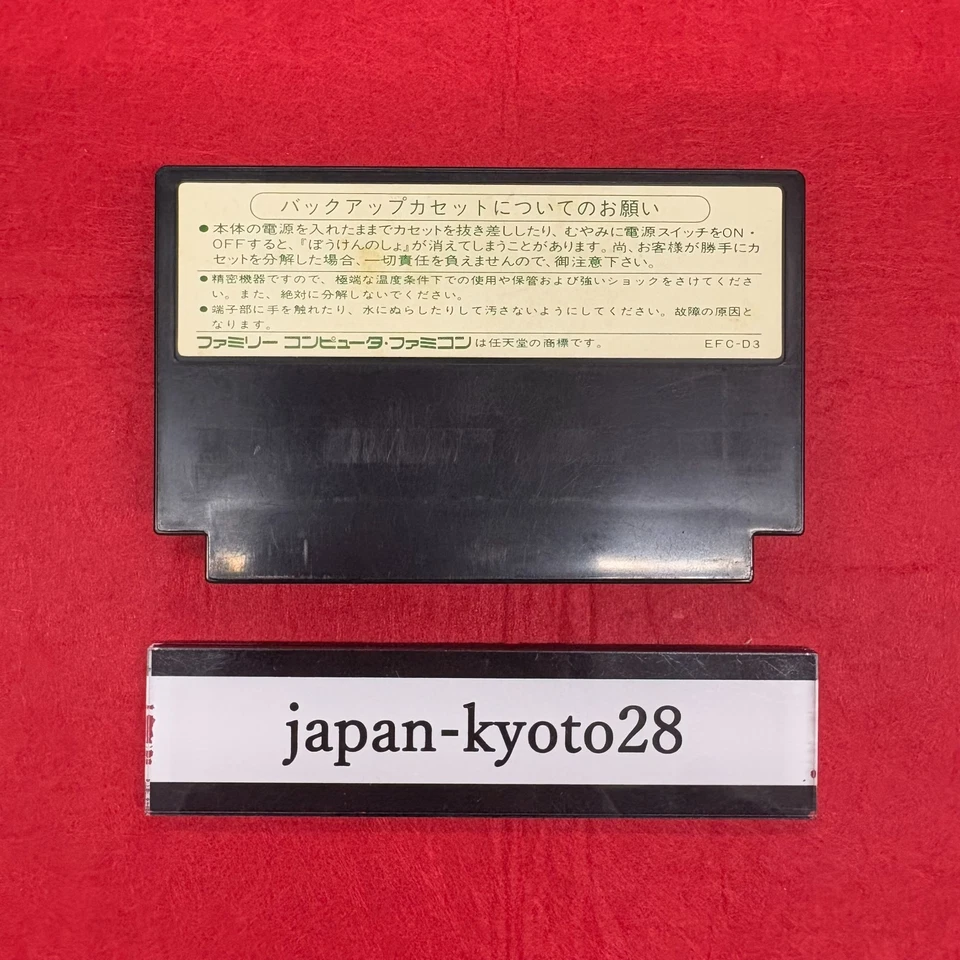 バックアップカセットについてのお願い
●本体の電源を入れたままでカセットを抜き差ししたり、むやみに電源スイッチをON・
OFFすると、『ぼうけんのしょ』が消えてしまうことがあります。尚、お客様が勝手にカ
セットを分解した場合、一切責任を負えませんので、御注意下さい。
●精密機器ですので、極端な温度条件下での使用や保管および強いショックをさけてくださ
い。また、絶対に分解しないでください。
●端子部に手を触れたり、水にぬらしたりして汚さないようにしてください。故障の原因と
なります。
ファミリー コンピュータ・ファミコンは任天堂の商標です。 EFC-D3
japan-kyoto28